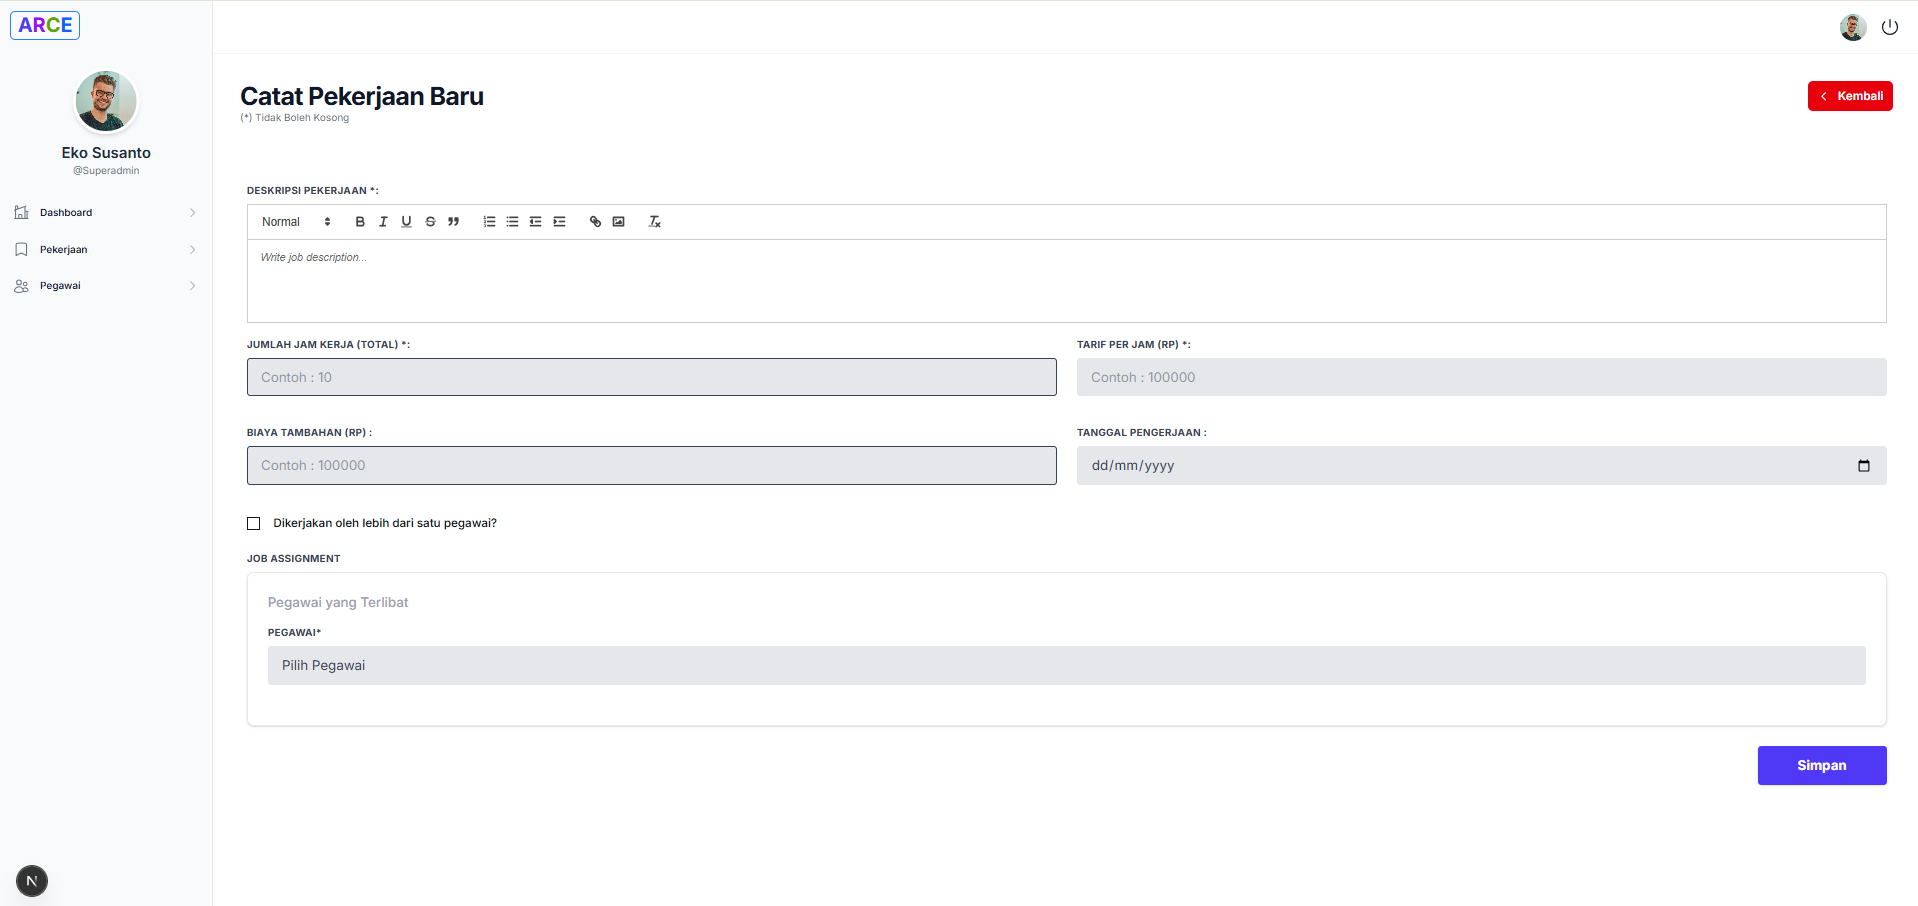 ARCE
Eko Susanto
@Superadmin
Dashboard
Pekerjaan
Pegawai
Catat Pekerjaan Baru
(*) Tidak Boleh Kosong
Kembali
DESKRIPSI PEKERJAAN *:
Normal
Write job description...
JUMLAH JAM KERJA (TOTAL) *:
Contoh : 10
TARIF PER JAM (RP) *:
Contoh : 100000
BIAYA TAMBAHAN (RP) :
Contoh : 100000
TANGGAL PENGERJAAN :
dd/mm/yyyy
Dikerjakan oleh lebih dari satu pegawai?
JOB ASSIGNMENT
Pegawai yang Terlibat
PEGAWAI*
Pilih Pegawai
Simpan
N